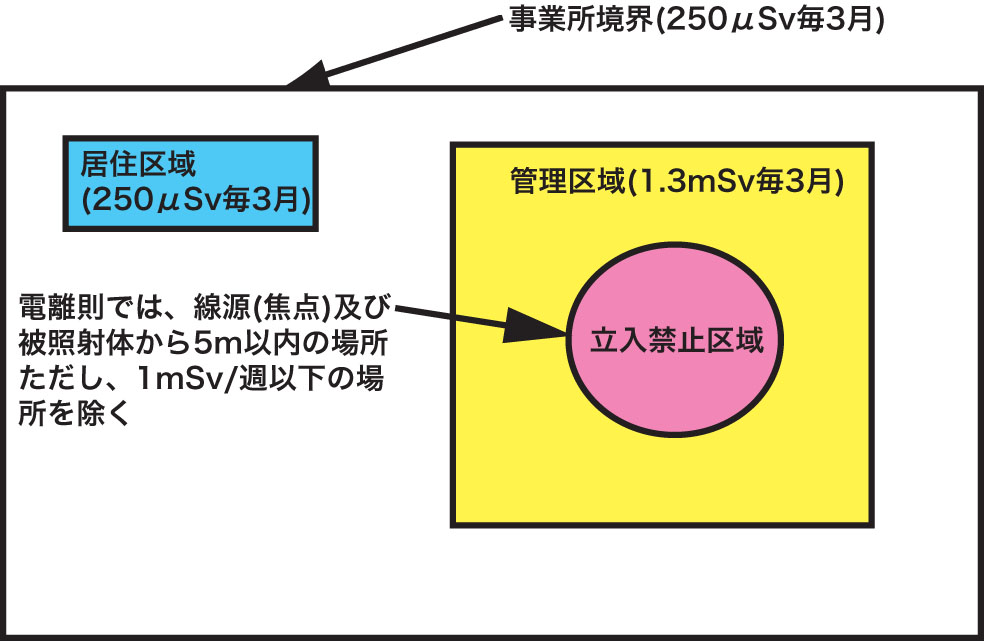 事業所境界(250μSv毎3月)
居住区域
(250μSv毎3月)
管理区域(1.3mSv毎3月)
電離則では、線源(焦点)及び
被照射体から5m以内の場所
ただし、1mSv/週以下の場
所を除く
立入禁止区域